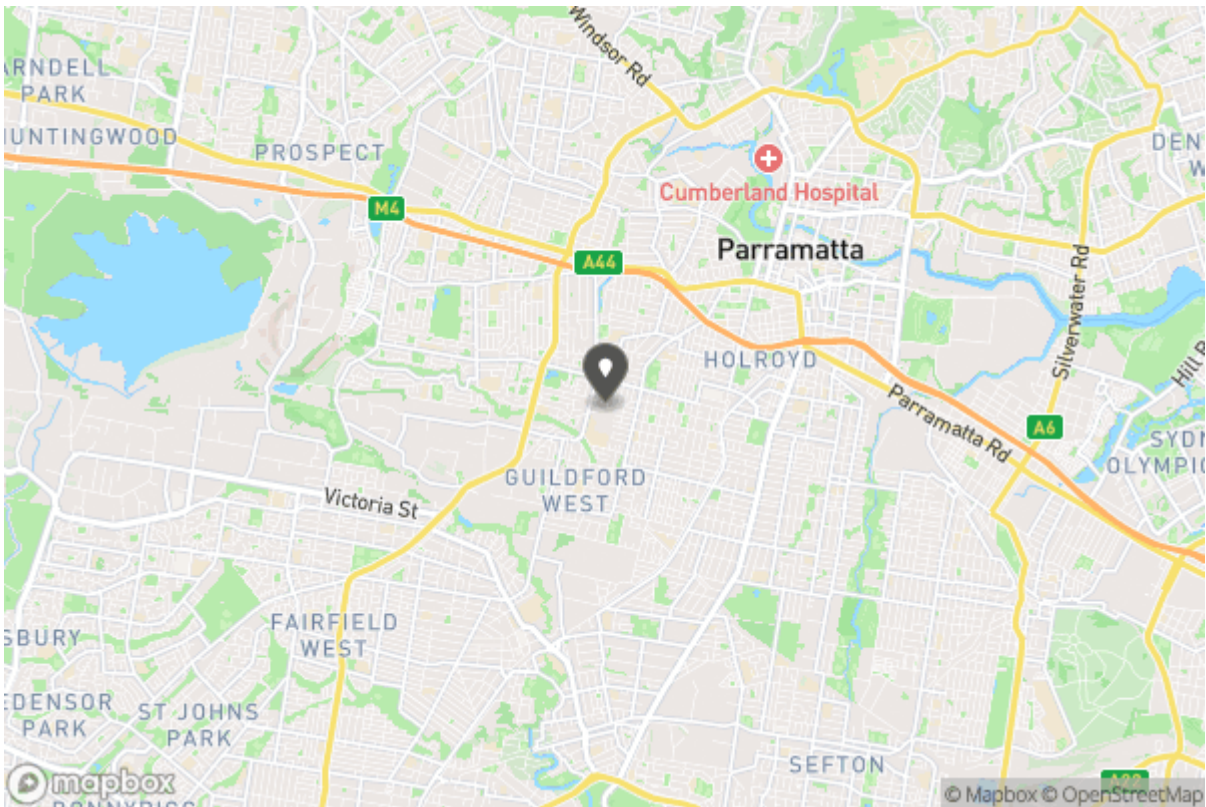 Windsor Rd
ARNDELL
PARK
HUNTINGWOOD
PROSPECT
DEN
W
Cumberland Hospital
M4
Parramatta
A44
Silverwater Rd
Hill R
HOLROYD
Parramatta Rd
A6
SYDN
OLYMPIC
GUILDFORD
WEST
Victoria St
FAIRFIELD
WEST
SBURY
EDENSOR
PARK
ST JOHNS
PARK
SEFTON
mapbox
© Mapbox © OpenStreetMap